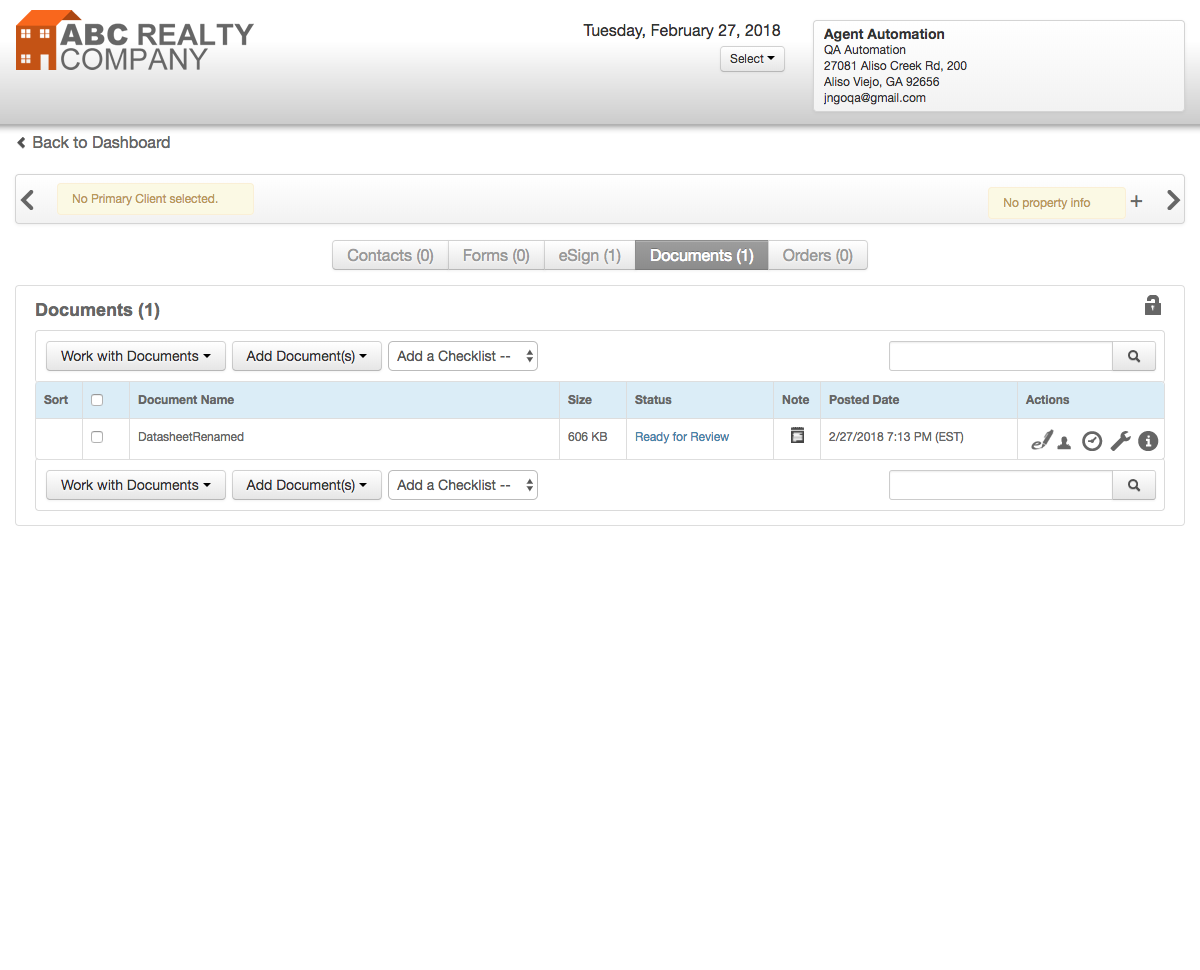 ABC REALTY
COMPANY
Tuesday, February 27, 2018
Select
Agent Automation
QA Automation
27081 Aliso Creek Rd, 200
Aliso Viejo, GA 92656
jngoqa@gmail.com
Back to Dashboard
No Primary Client selected.
No property info
Contacts (0) Forms (0) eSign (1) Documents (1) Orders (0)
Documents (1)
Work with Documents Add Document(s) Add a Checklist --
Sort Document Name Size Status Note Posted Date Actions
DatasheetRenamed 606 KB Ready for Review 2/27/2018 7:13 PM (EST)
Work with Documents Add Document(s) Add a Checklist --